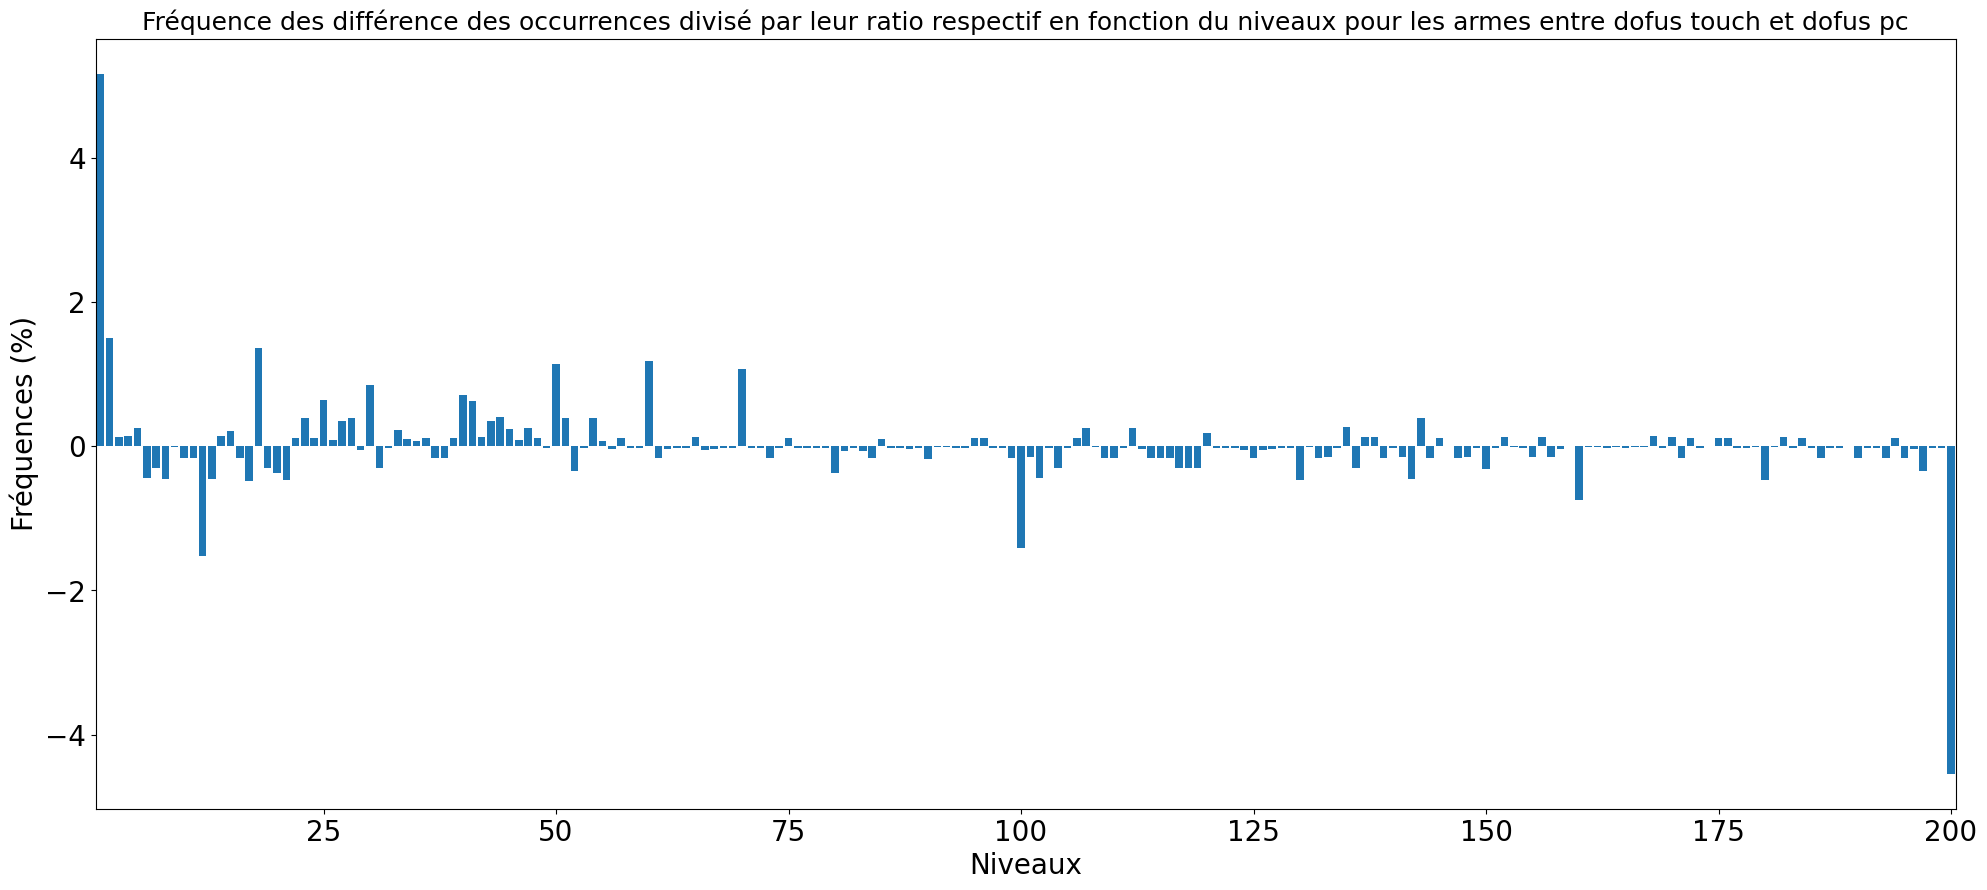 Fréquence des différence des occurrences divisé par leur ratio respectif en fonction du niveaux pour les armes entre dofus touch et dofus pc
Fréquences (%)
4
2
0
−2
−4
25 50 75 100 125 150 175 200
Niveaux